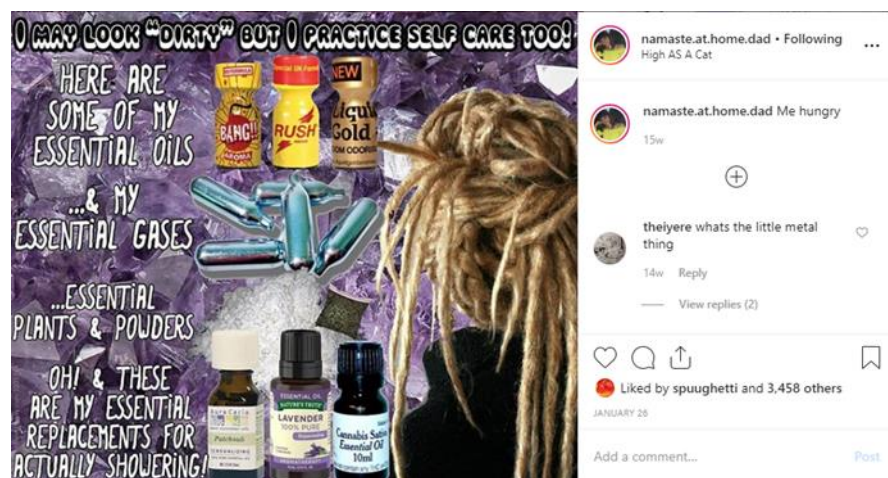 I MAY LOOK "DIRTY" BUT I PRACTICE SELF CARE TOO!
HERE ARE
SOME OF MY
ESSENTIAL OILS
BANG!!
AROMA
RUSH
NEW
Liquid
Gold
ROOM ODORISER
...& MY
ESSENTIAL GASES
...ESSENTIAL
PLANTS & POWDERS
OH! & THESE
ARE MY ESSENTIAL
REPLACEMENTS FOR
ACTUALLY SHOWERING!
Aura Cacia
Patchouli
ESSENTIAL OIL
NATURE'S TRUTH
LAVENDER
100% PURE
Cannabis Sativa
Essential Oil
10ml
namaste.at.home.dad • Following
High AS A Cat
namaste.at.home.dad Me hungry
15w
theiyere whats the little metal
thing
14w Reply
View replies (2)
Liked by spuughetti and 3,458 others
JANUARY 26
Add a comment...
Post